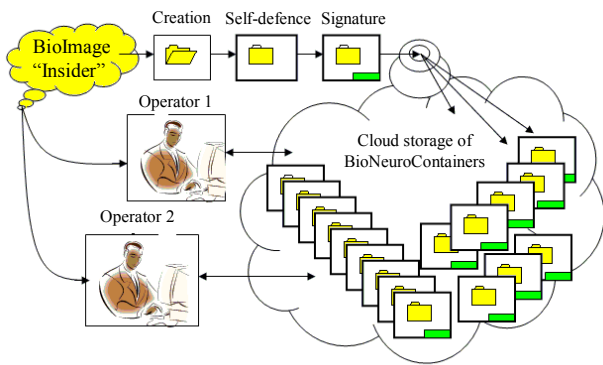 Creation
Self-defence
Signature
BioImage
“Insider”
Operator 1
Cloud storage of
BioNeuroContainers
Operator 2